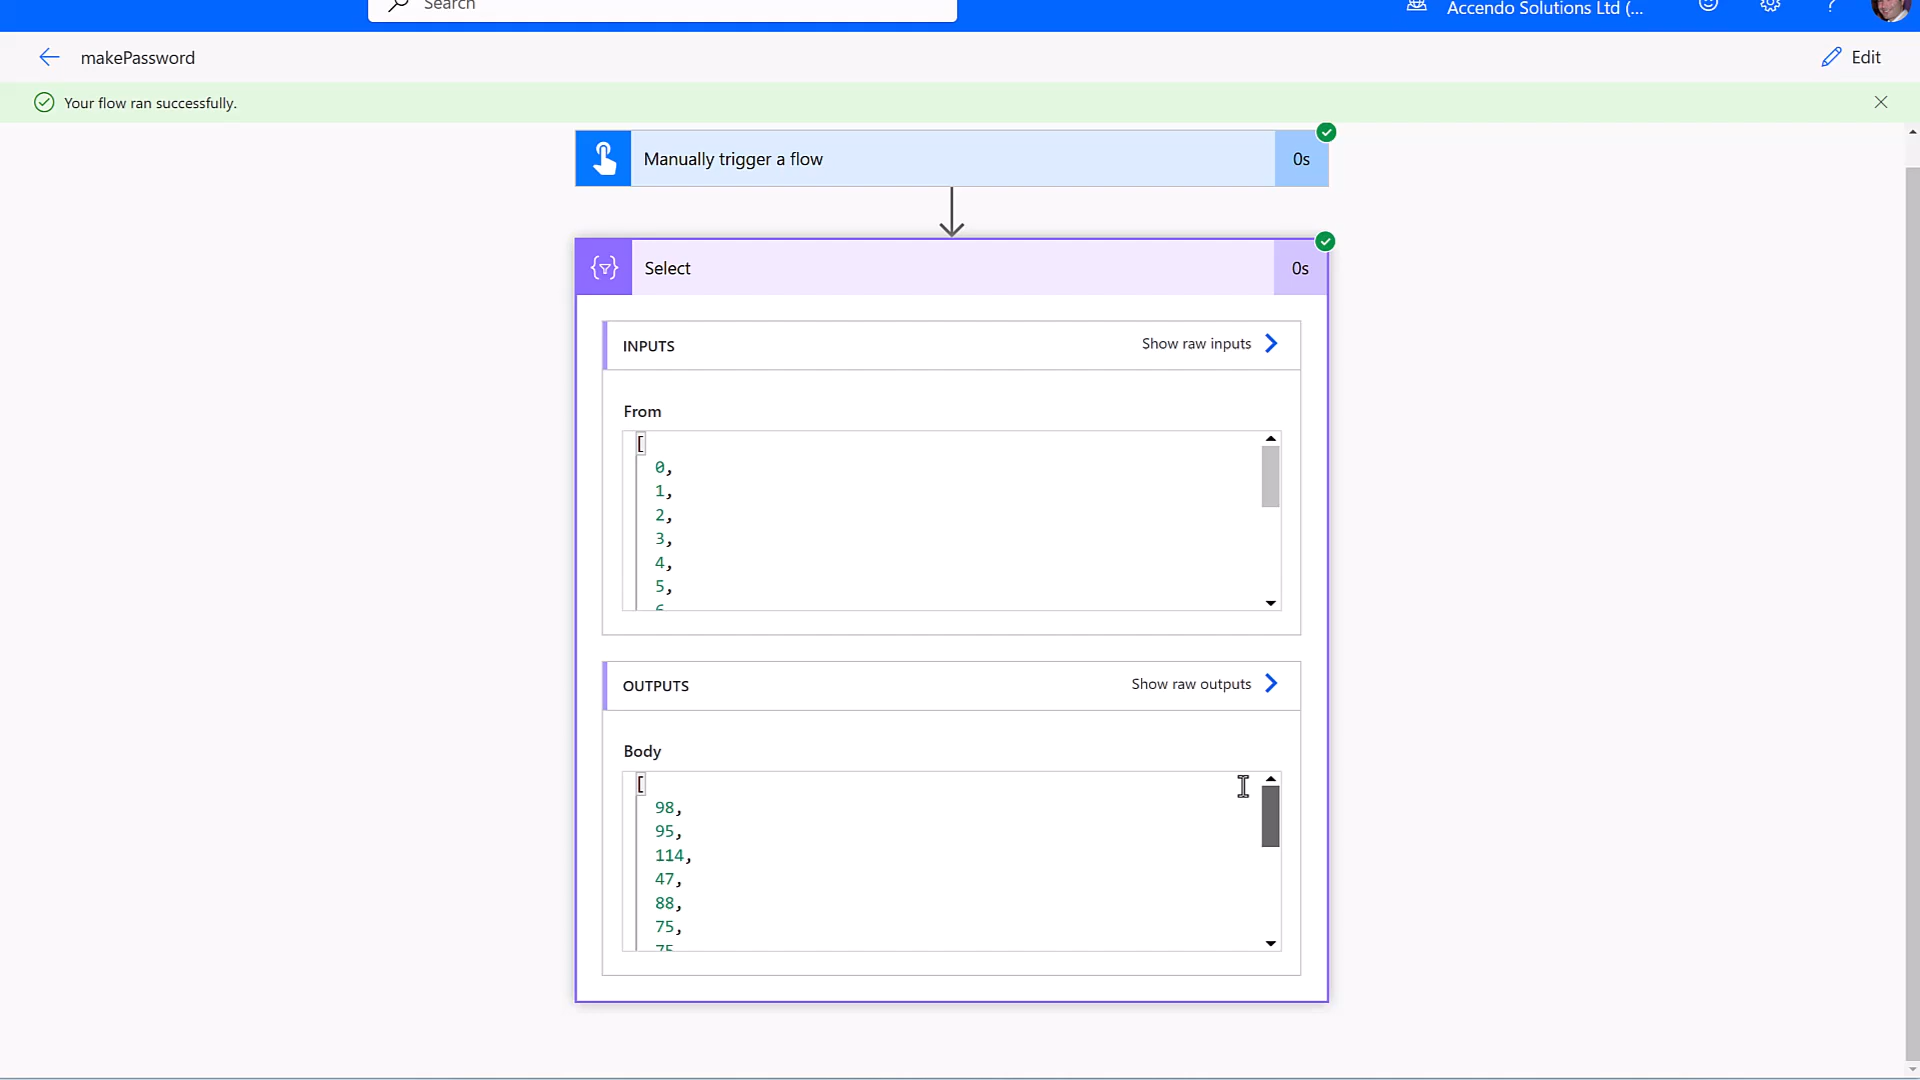 Search
Accendo Solutions Ltd (...
?
makePassword
Edit
Your flow ran successfully.
Manually trigger a flow
0s
Select
0s
INPUTS
Show raw inputs
From
[
0,
1,
2,
3,
4,
5,
6
OUTPUTS
Show raw outputs
Body
[
98,
95,
114,
47,
88,
75,
75